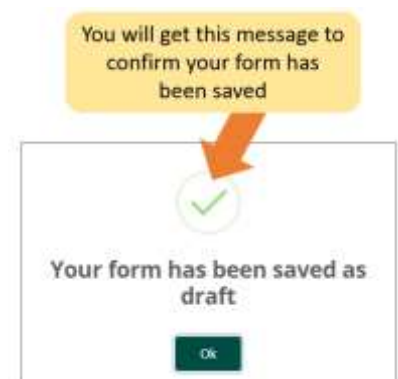 You will get this message to
confirm your form has
been saved
Your form has been saved as
draft
Ok